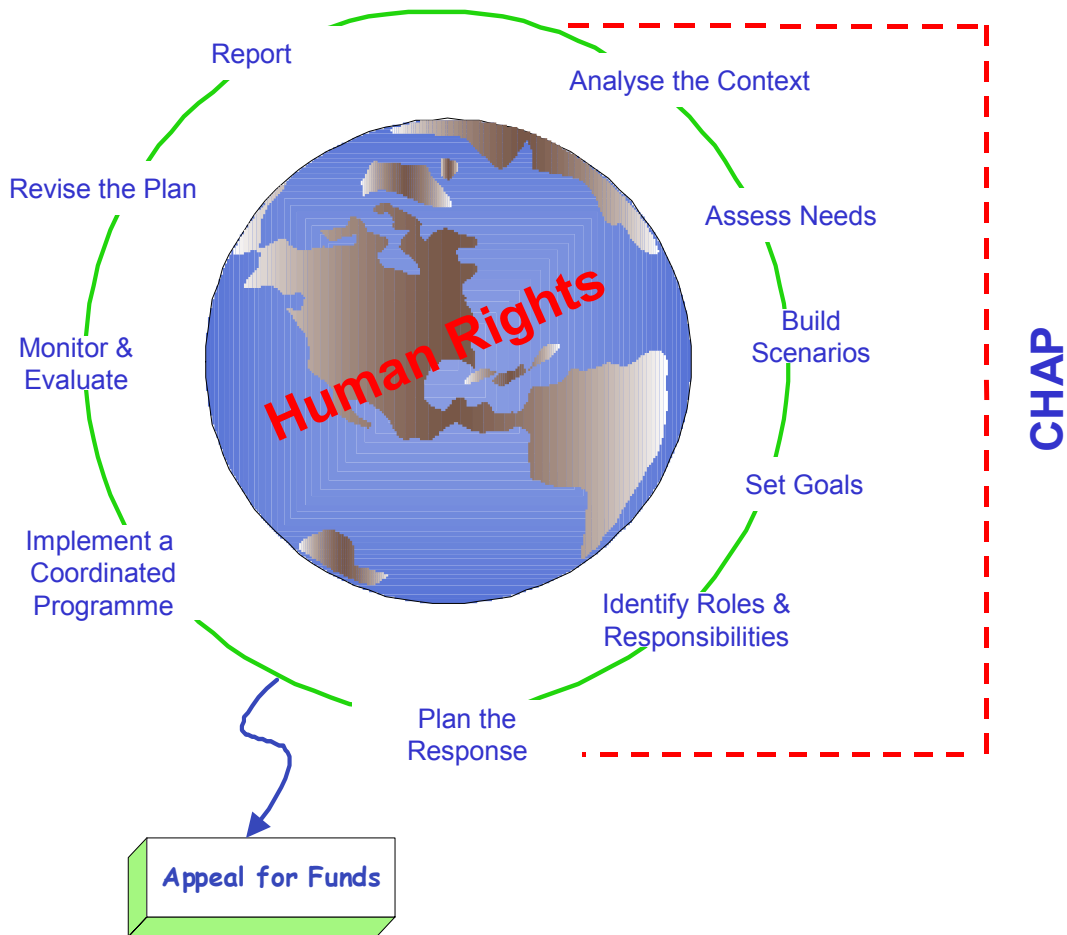 Report
Analyse the Context
Revise the Plan
Assess Needs
Human Rights
Build
Scenarios
CHAP
Monitor &
Evaluate
Set Goals
Implement a
Coordinated
Programme
Identify Roles &
Responsibilities
Plan the
Response
Appeal for Funds